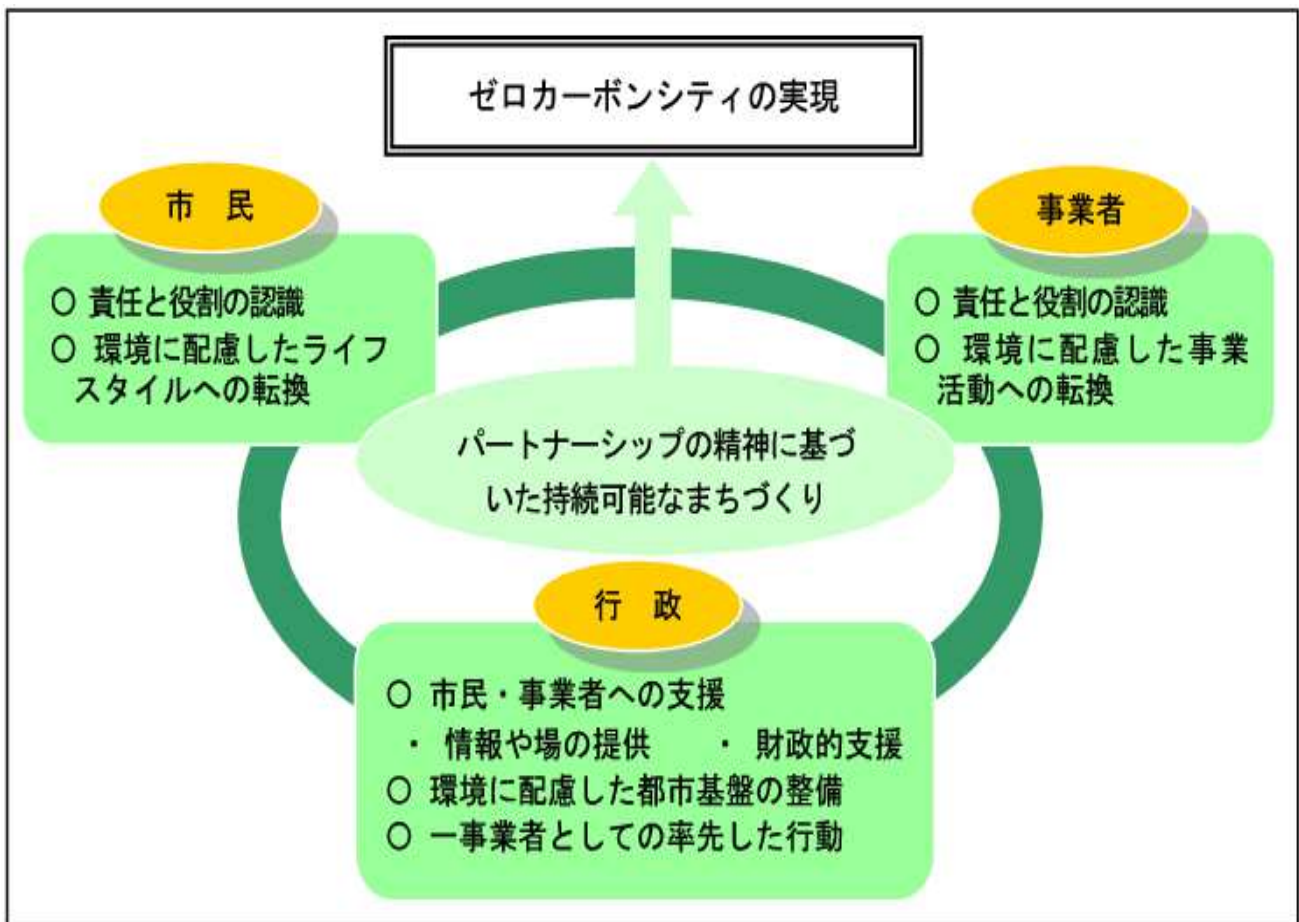 ゼロカーボンシティの実現
市　民
○ 責任と役割の認識
○ 環境に配慮したライフ
スタイルへの転換
事業者
○ 責任と役割の認識
○ 環境に配慮した事業
活動への転換
パートナーシップの精神に基づ
いた持続可能なまちづくり
行　政
○ 市民・事業者への支援
・ 情報や場の提供　　・ 財政的支援
○ 環境に配慮した都市基盤の整備
○ 一事業者としての率先した行動